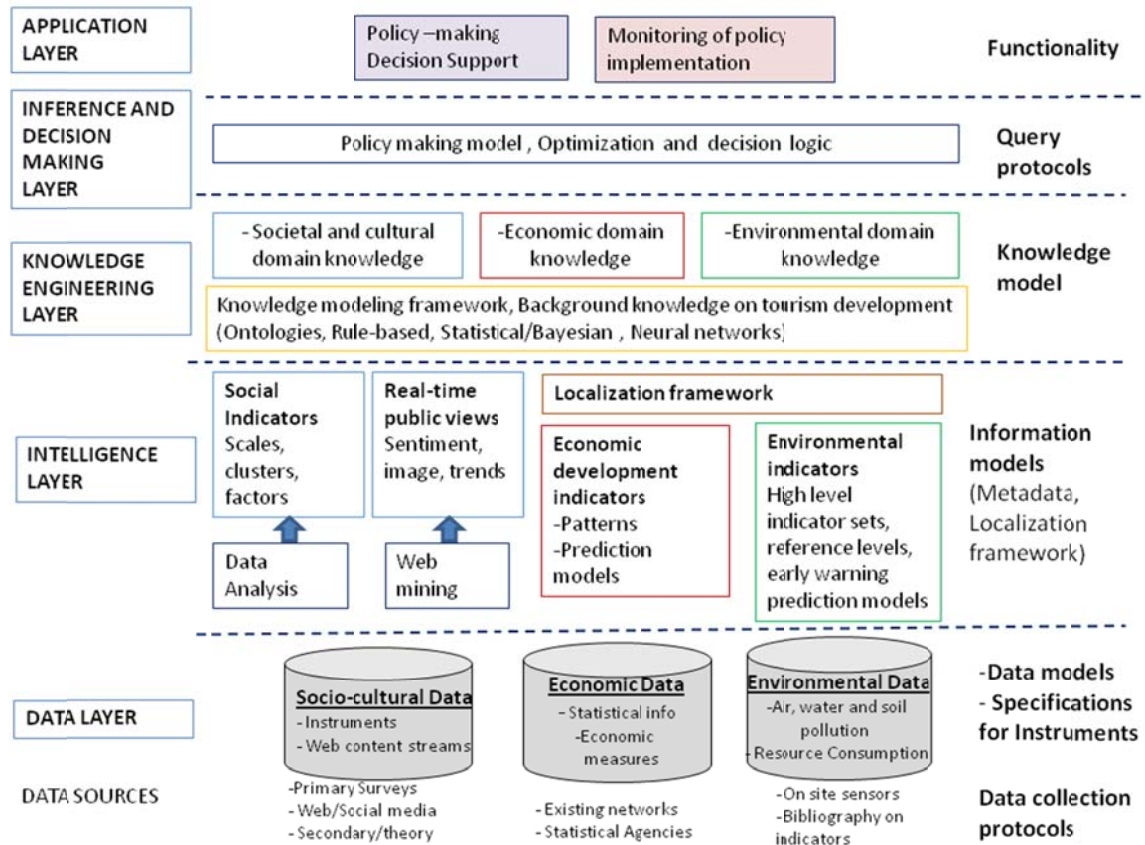 APPLICATION
LAYER
Policy –making
Decision Support
Monitoring of policy
implementation
Functionality
INFERENCE AND
DECISION
MAKING
LAYER
Policy making model , Optimization and decision logic
Query
protocols
KNOWLEDGE
ENGINEERING
LAYER
- Societal and cultural
domain knowledge
-Economic domain
knowledge
-Environmental domain
knowledge
Knowledge
model
Knowledge modeling framework, Background knowledge on tourism development
(Ontologies, Rule-based, Statistical/Bayesian , Neural networks)
INTELLIGENCE
LAYER
Social
Indicators
Scales,
clusters,
factors
Real-time
public views
Sentiment,
image, trends
Localization framework
Data
Analysis
Web
mining
Economic
development
indicators
-Patterns
-Prediction
models
Environmental
indicators
High level
indicator sets,
reference levels,
early warning
prediction models
Information
models
(Metadata,
Localization
framework)
DATA LAYER
Socio-cultural Data
- Instruments
- Web content streams
Economic Data
- Statistical info
-Economic
measures
Environmental Data
-Air, water and soil
pollution
-Resource Consumption
-Data models
- Specifications
for Instruments
DATA SOURCES
-Primary Surveys
- Web/Social media
- Secondary/theory
- Existing networks
- Statistical Agencies
- On site sensors
-Bibliography on
indicators
Data collection
protocols